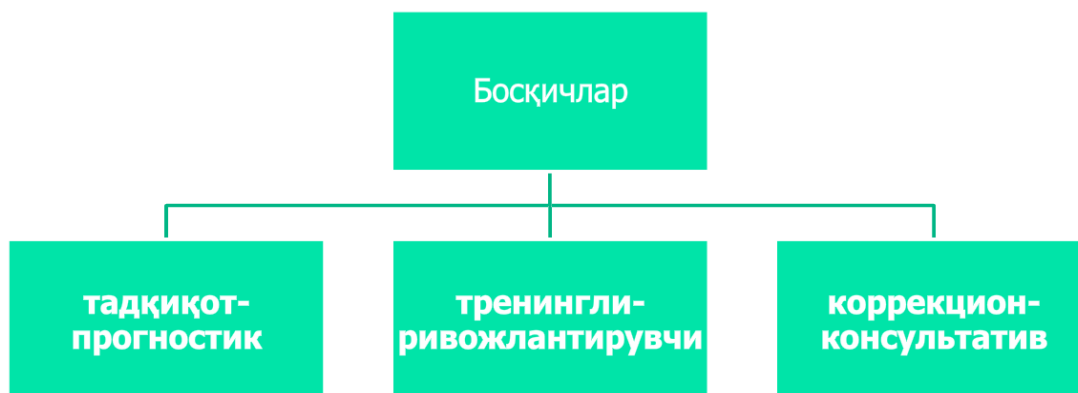 Босқичлар
тадқиқот-
прогностик
тренингли-
ривожлантирувчи
коррекцион-
консультатив